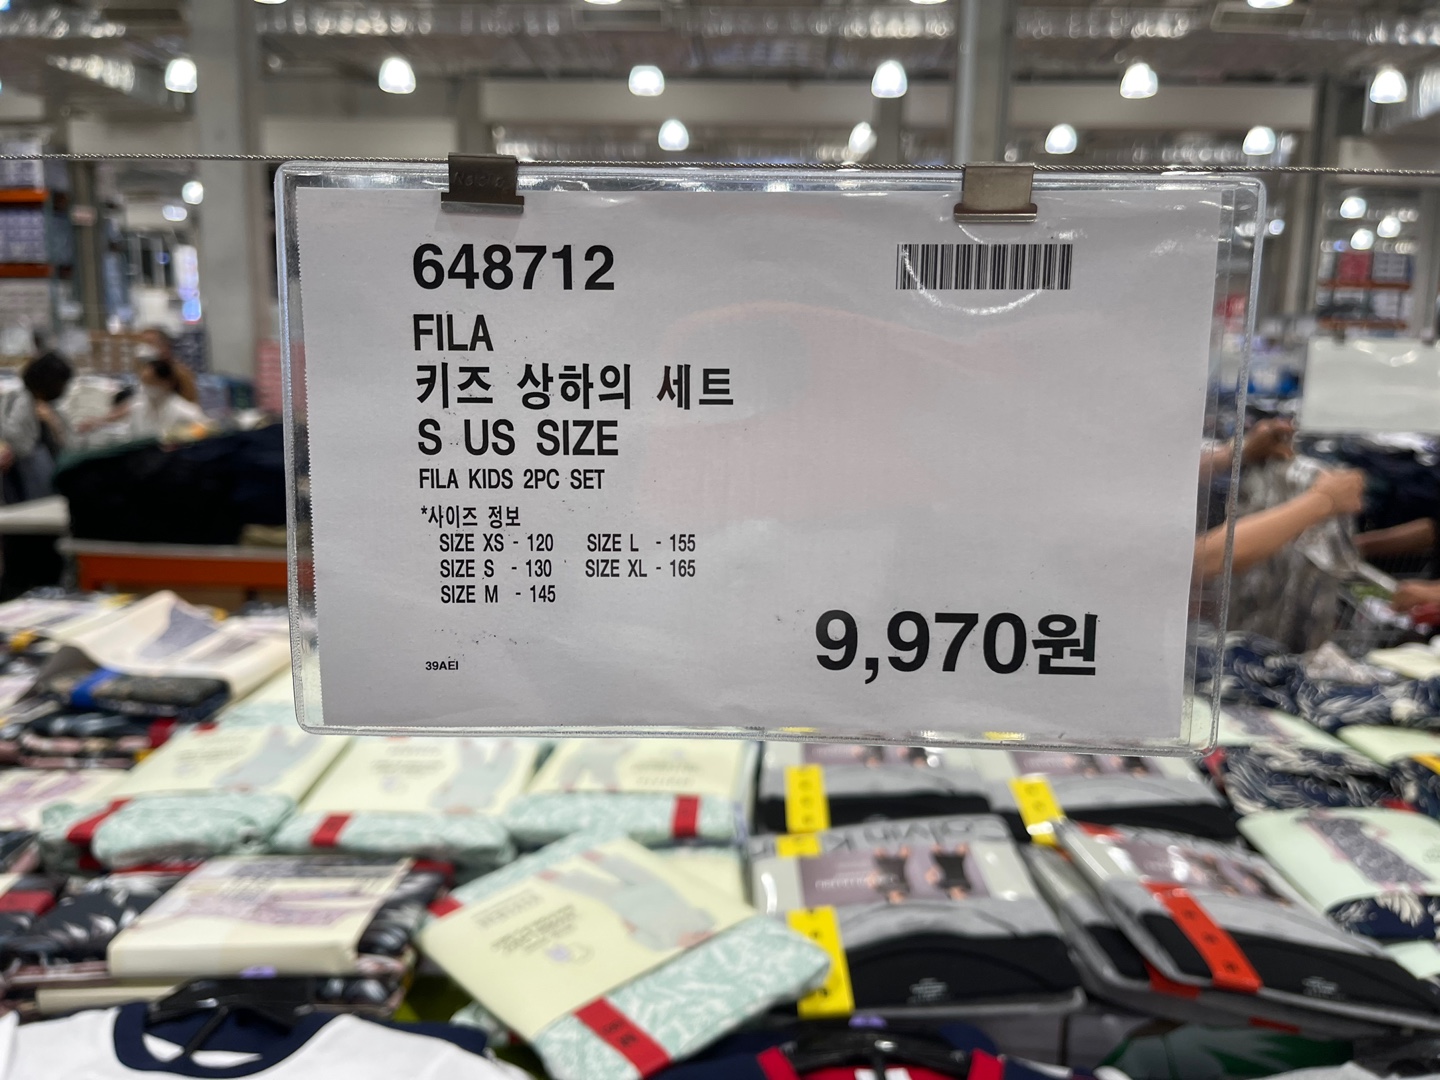 648712
FILA
키즈 상하의 세트
S US SIZE
FILA KIDS 2PC SET
*사이즈 정보
SIZE XS - 120 SIZE L - 155
SIZE S - 130 SIZE XL - 165
SIZE M - 145
39AEI
9,970원